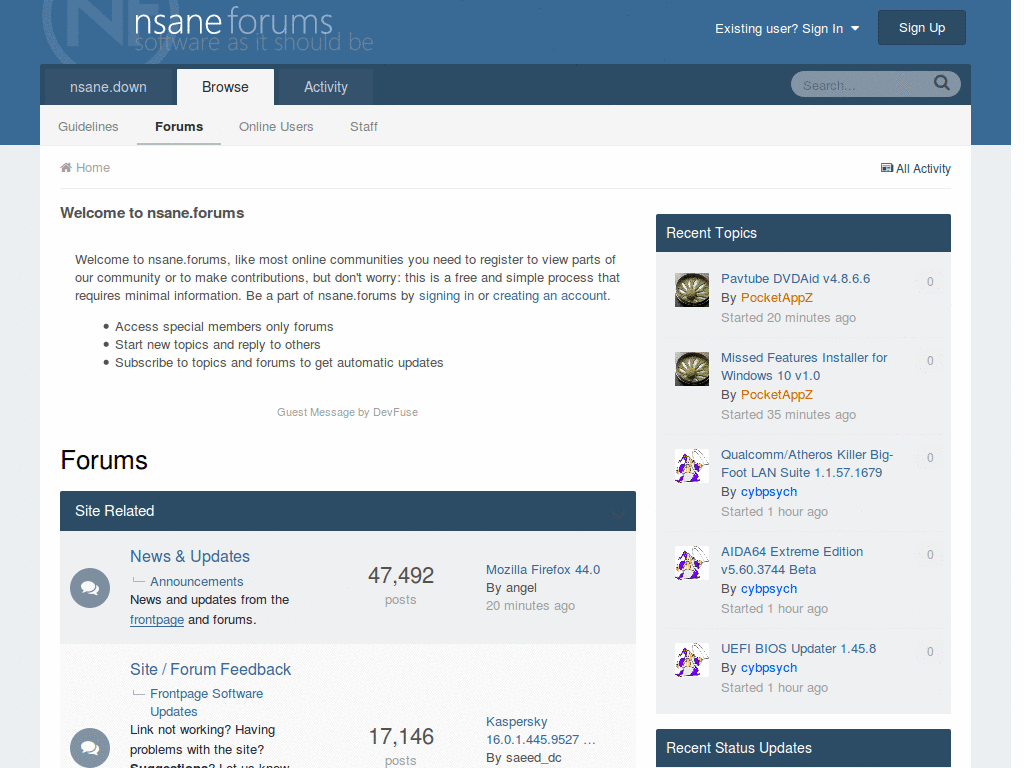 nsane forums
software as it should be
Existing user? Sign In
Sign Up
nsane.down
Browse
Activity
Search...
Guidelines
Forums
Online Users
Staff
Home
All Activity
Welcome to nsane.forums
Welcome to nsane.forums, like most online communities you need to register to view parts of
our community or to make contributions, but don't worry: this is a free and simple process that
requires minimal information. Be a part of nsane.forums by signing in or creating an account.
• Access special members only forums
• Start new topics and reply to others
• Subscribe to topics and forums to get automatic updates
Guest Message by DevFuse
Forums
Site Related
News & Updates
Announcements
News and updates from the
frontpage and forums.
47,492
posts
Mozilla Firefox 44.0
By angel
20 minutes ago
Site / Forum Feedback
Frontpage Software
Updates
Link not working? Having
problems with the site?
Suggestions? Let us know
17,146
posts
Kaspersky
16.0.1.445.9527 ...
By saeed_dc
Recent Topics
Pavtube DVDAid v4.8.6.6
0
By PocketAppZ
Started 20 minutes ago
Missed Features Installer for
0
Windows 10 v1.0
By PocketAppZ
Started 35 minutes ago
Qualcomm/Atheros Killer Big-
0
Foot LAN Suite 1.1.57.1679
By cybpsych
Started 1 hour ago
AIDA64 Extreme Edition
0
v5.60.3744 Beta
By cybpsych
Started 1 hour ago
UEFI BIOS Updater 1.45.8
0
By cybpsych
Started 1 hour ago
Recent Status Updates